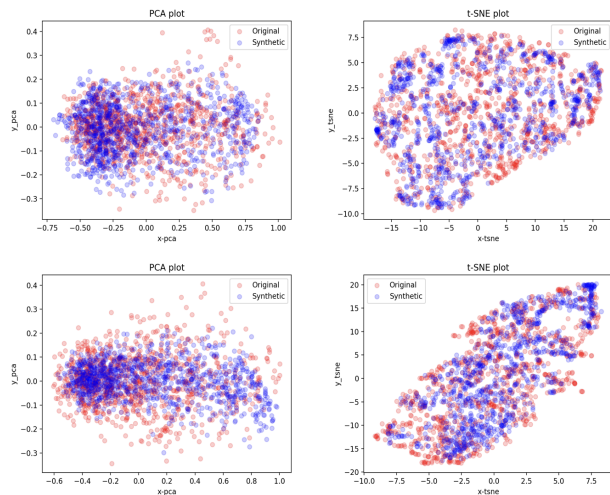 PCA plot
Original
Synthetic
y_pca
0.4
0.3
0.2
0.1
0.0
−0.1
−0.2
−0.3
−0.75 −0.50 −0.25 0.00 0.25 0.50 0.75 1.00
x-pca
t-SNE plot
Original
Synthetic
y_tsne
7.5
5.0
2.5
0.0
−2.5
−5.0
−7.5
−10.0
−15 −10 −5 0 5 10 15 20
x-tsne
PCA plot
Original
Synthetic
y_pca
0.4
0.3
0.2
0.1
0.0
−0.1
−0.2
−0.3
−0.6 −0.4 −0.2 0.0 0.2 0.4 0.6 0.8 1.0
x-pca
t-SNE plot
Original
Synthetic
y_tsne
20
15
10
5
0
−5
−10
−15
−20
−10.0 −7.5 −5.0 −2.5 0.0 2.5 5.0 7.5
x-tsne